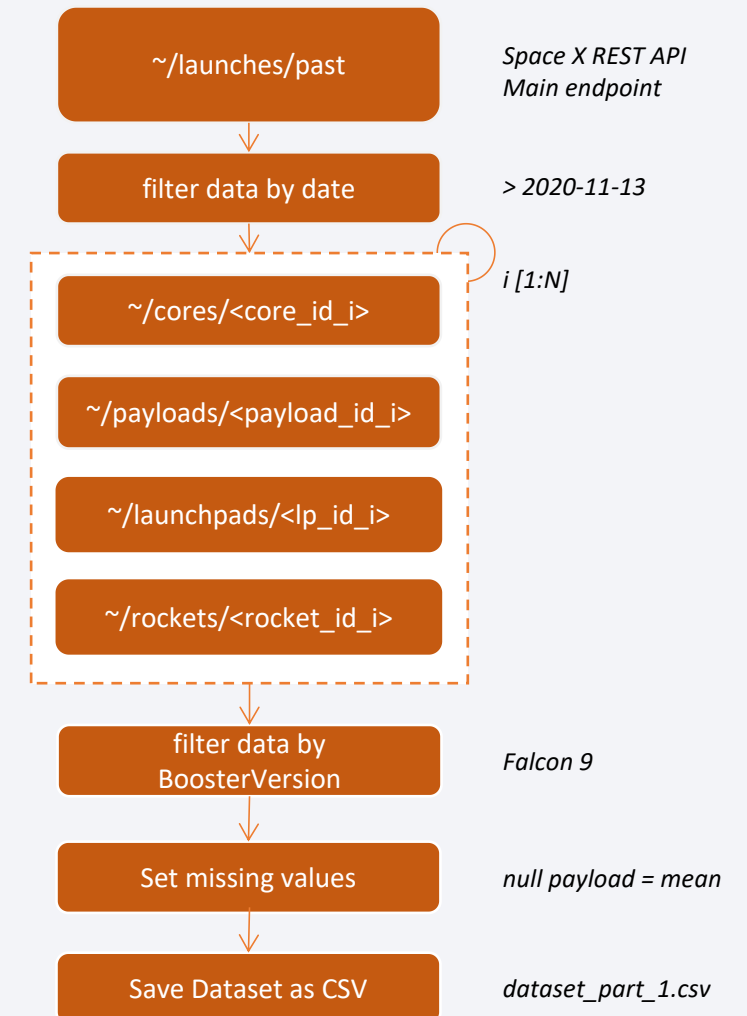 ~/launches/past
Space X REST API
Main endpoint
filter data by date
> 2020-11-13
i [1:N]
~/cores/<core_id_i>
~/payloads/<payload_id_i>
~/launchpads/<lp_id_i>
~/rockets/<rocket_id_i>
filter data by
BoosterVersion
Falcon 9
Set missing values
null payload = mean
Save Dataset as CSV
dataset_part_1.csv